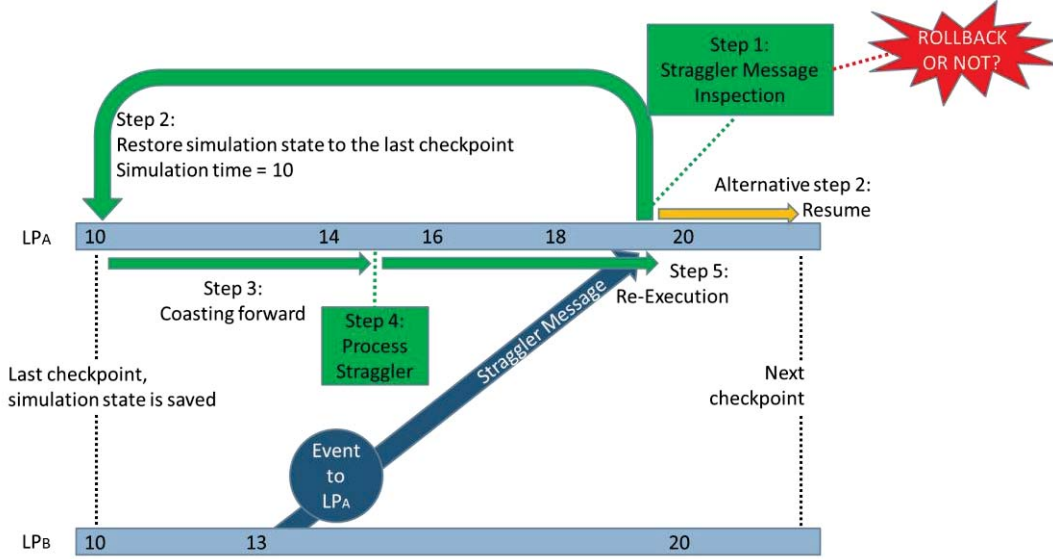 Step 1:
Straggler Message
Inspection
ROLLBACK
OR NOT?
Step 2:
Restore simulation state to the last checkpoint
Simulation time = 10
Alternative step 2:
Resume
LPA
10 14 16 18 20
Step 3:
Coasting forward
Step 4:
Process
Straggler
Step 5:
Re-Execution
Straggler Message
Last checkpoint,
simulation state is saved
Next
checkpoint
Event
to
LPA
LPB
10 13 20